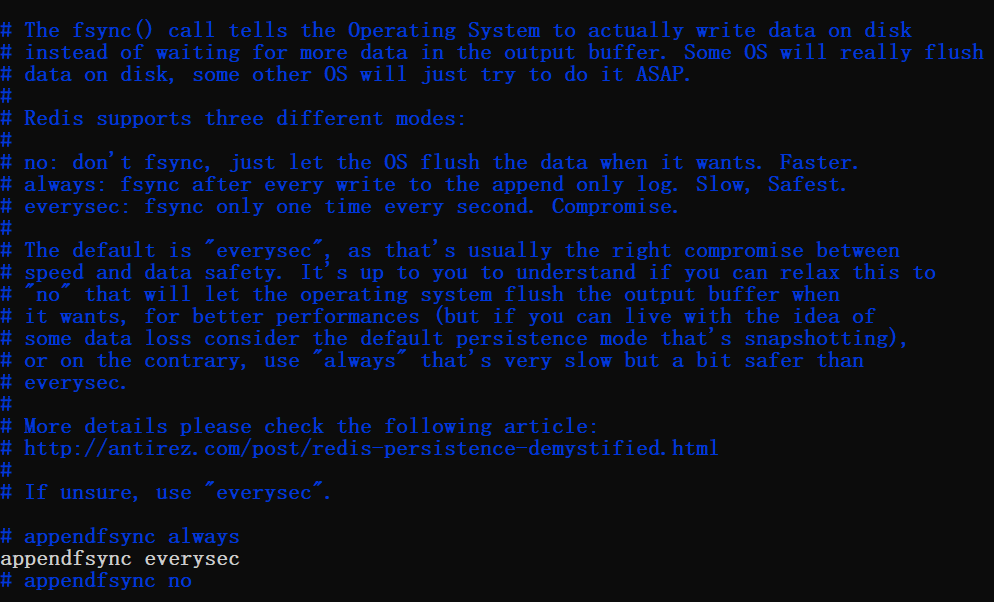 # The fsync() call tells the Operating System to actually write data on disk
# instead of waiting for more data in the output buffer. Some OS will really flush
# data on disk, some other OS will just try to do it ASAP.
#
# Redis supports three different modes:
#
# no: don't fsync, just let the OS flush the data when it wants. Faster.
# always: fsync after every write to the append only log. Slow, Safest.
# everysec: fsync only one time every second. Compromise.
#
# The default is "everysec", as that's usually the right compromise between
# speed and data safety. It's up to you to understand if you can relax this to
# "no" that will let the operating system flush the output buffer when
# it wants, for better performances (but if you can live with the idea of
# some data loss consider the default persistence mode that's snapshotting),
# or on the contrary, use "always" that's very slow but a bit safer than
# everysec.
#
# More details please check the following article:
# http://antirez.com/post/redis-persistence-demystified.html
#
# If unsure, use "everysec".
# appendfsync always
appendfsync everysec
# appendfsync no